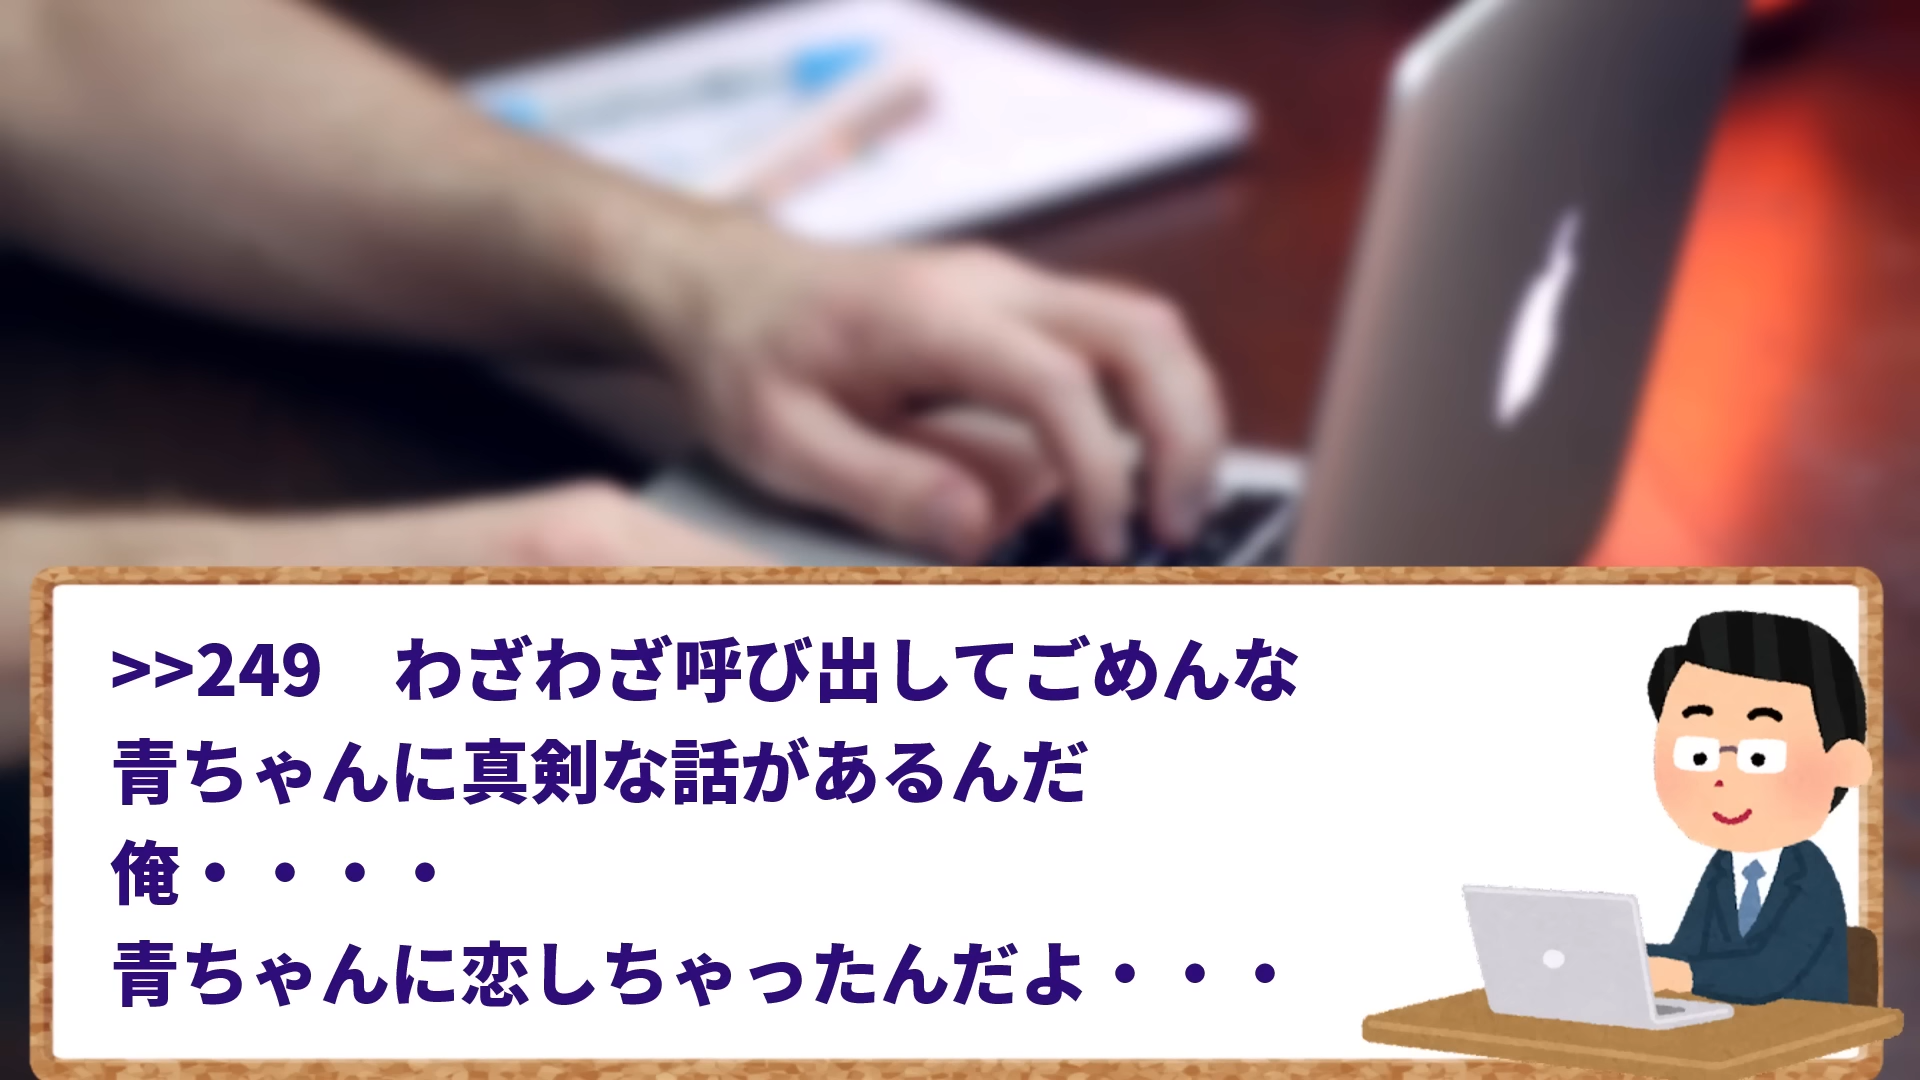 >>249　わざわざ呼び出してごめんな
青ちゃんに真剣な話があるんだ
俺・・・・
青ちゃんに恋しちゃったんだよ・・・